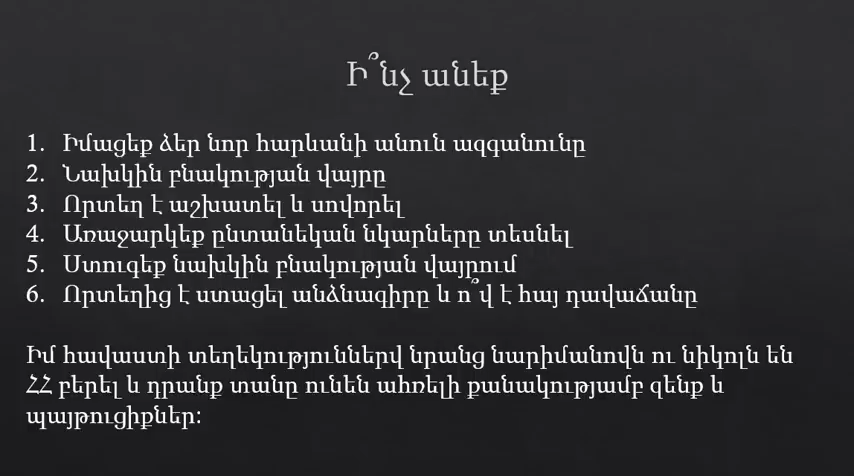 Ի՞նչ անեք
1. Իմացեք ձեր նոր հարևանի անուն ազգանունը
2. Նախկին բնակության վայրը
3. Որտեղ է աշխատել և սովորել
4. Առաջարկեք ընտանեկան նկարները տեսնել
5. Ստուգեք նախկին բնակության վայրում
6. Որտեղից է ստացել անձնագիրը և ո՞վ է հայ դավաճանը
Իմ հավաստի տեղեկություններվ նրանց նարիմանովն ու նիկոլն են
ՀՀ բերել և դրանք տանը ունեն ահռելի քանակությամբ զենք և
պայթուցիքներ: